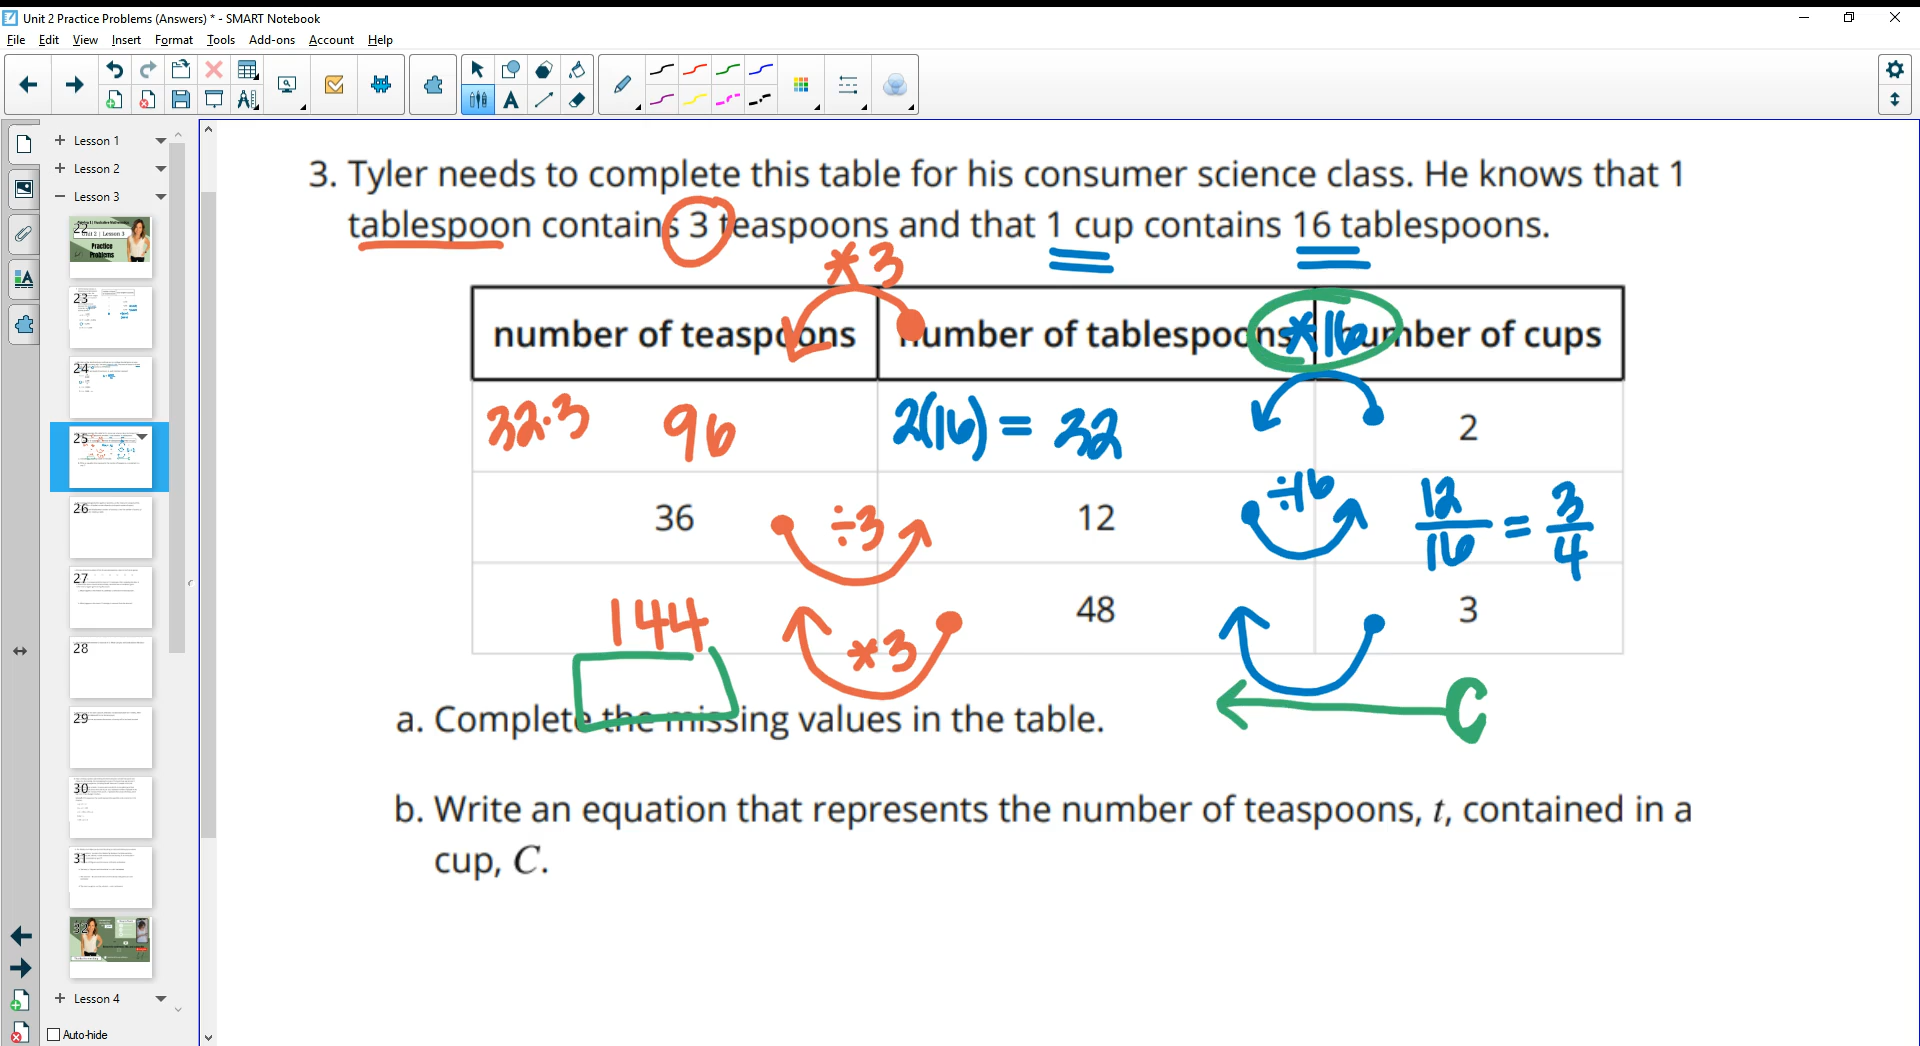 Unit 2 Practice Problems (Answers) * - SMART Notebook
File Edit View Insert Format Tools Add-ons Account Help
Lesson 1
Lesson 2
Lesson 3
22
Unit 2 | Lesson 3
Practice
Problems
23
24
25
26
27
28
29
30
31
32
Lesson 4
Auto-hide
3. Tyler needs to complete this table for his consumer science class. He knows that 1
tablespoon contains 3 teaspoons and that 1 cup contains 16 tablespoons.
*3
number of teaspoons number of tablespoons *16 number of cups
32·3 96 2(16) = 32 2
36 ÷3 12 ÷16 12/16 = 3/4
144 *3 48 3
C
a. Complete the missing values in the table.
b. Write an equation that represents the number of teaspoons, t, contained in a
cup, C.